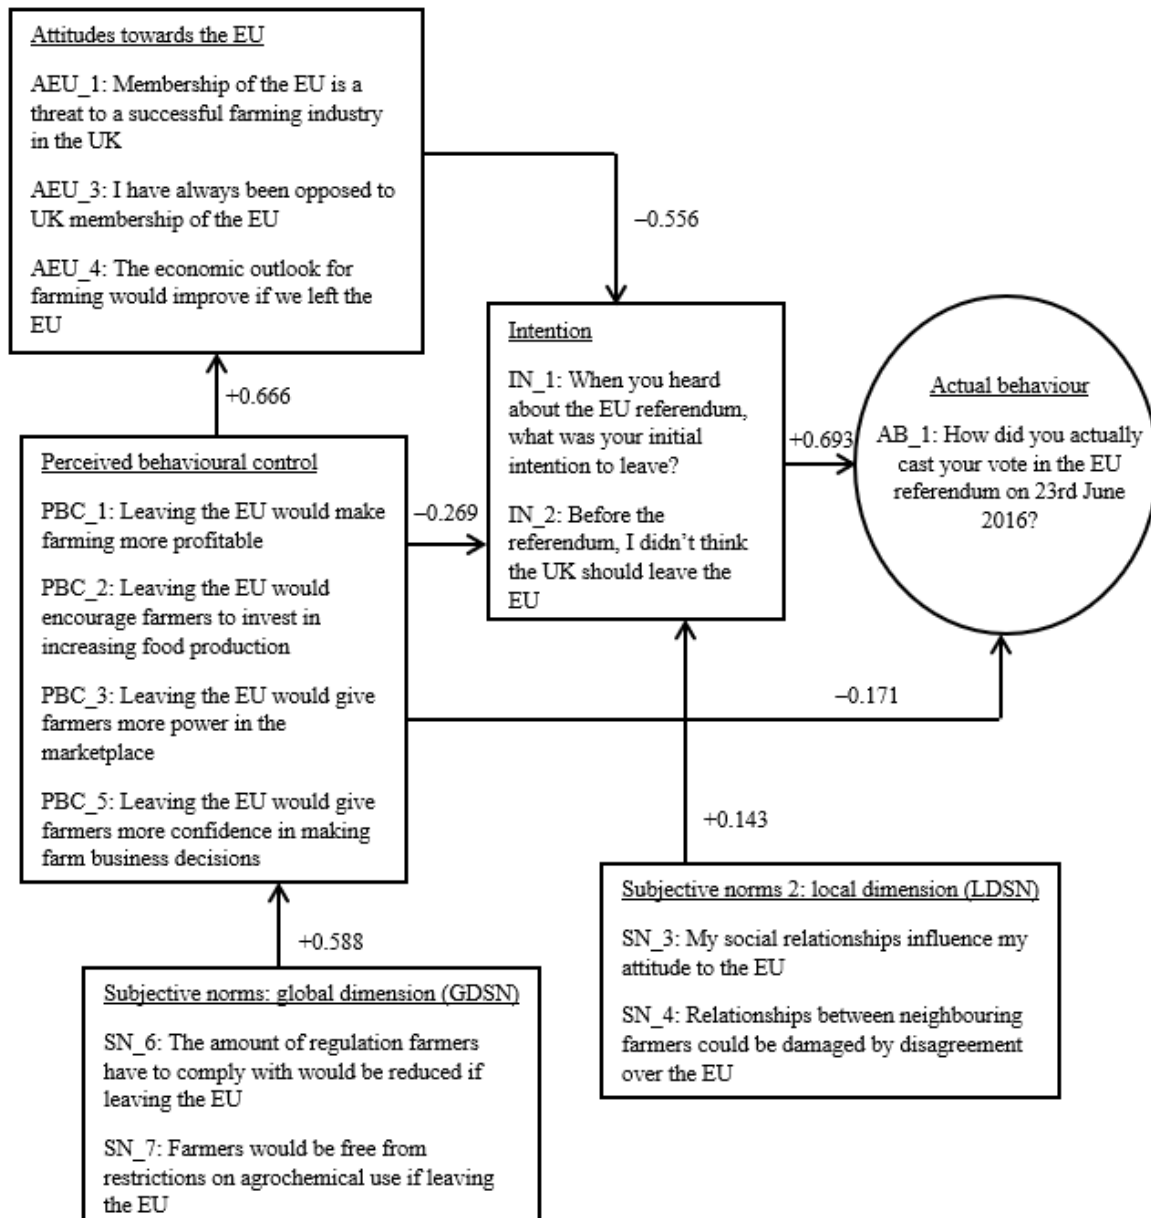 Attitudes towards the EU
AEU_1: Membership of the EU is a
threat to a successful farming industry
in the UK
AEU_3: I have always been opposed to
UK membership of the EU
AEU_4: The economic outlook for
farming would improve if we left the
EU
−0.556
+0.666
Intention
IN_1: When you heard
about the EU referendum,
what was your initial
intention to leave?
IN_2: Before the
referendum, I didn’t think
the UK should leave the
EU
+0.693
Actual behaviour
AB_1: How did you actually
cast your vote in the EU
referendum on 23rd June
2016?
Perceived behavioural control
PBC_1: Leaving the EU would make
farming more profitable
PBC_2: Leaving the EU would
encourage farmers to invest in
increasing food production
PBC_3: Leaving the EU would give
farmers more power in the
marketplace
PBC_5: Leaving the EU would give
farmers more confidence in making
farm business decisions
−0.269
−0.171
+0.143
+0.588
Subjective norms 2: local dimension (LDSN)
SN_3: My social relationships influence my
attitude to the EU
SN_4: Relationships between neighbouring
farmers could be damaged by disagreement
over the EU
Subjective norms: global dimension (GDSN)
SN_6: The amount of regulation farmers
have to comply with would be reduced if
leaving the EU
SN_7: Farmers would be free from
restrictions on agrochemical use if leaving
the EU